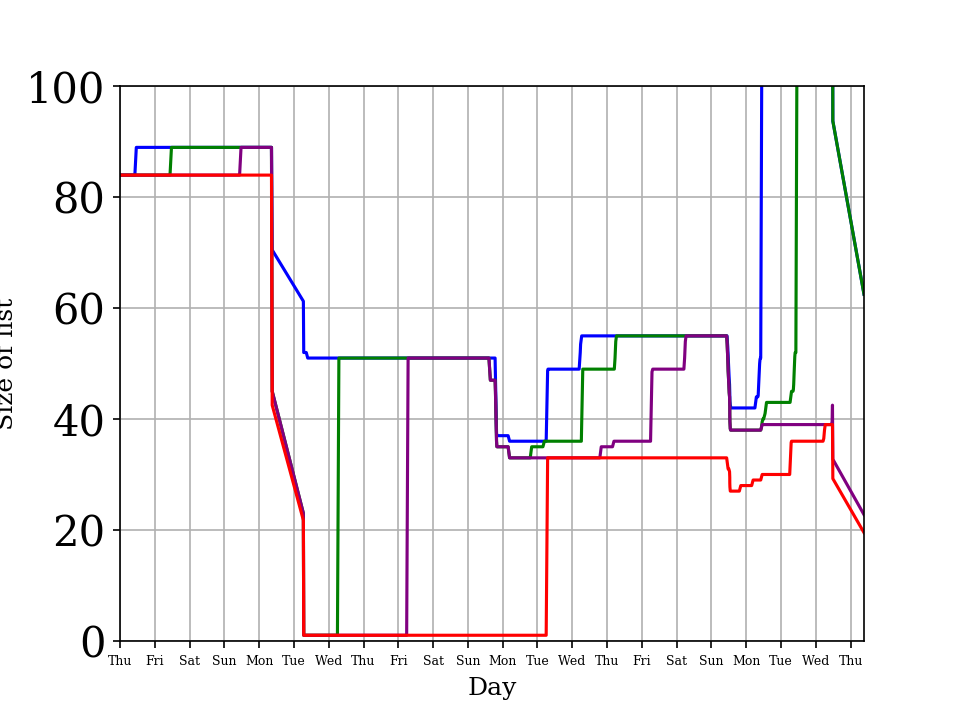 100
80
60
40
20
0
Size of list
Thu Fri Sat Sun Mon Tue Wed Thu Fri Sat Sun Mon Tue Wed Thu Fri Sat Sun Mon Tue Wed Thu
Day